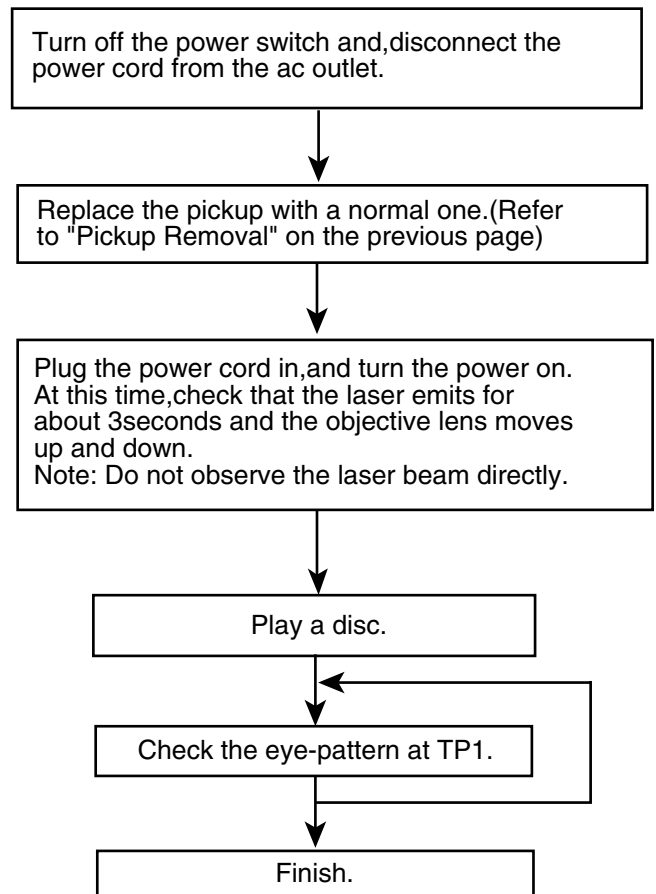 Turn off the power switch and,disconnect the
power cord from the ac outlet.
Replace the pickup with a normal one.(Refer
to "Pickup Removal" on the previous page)
Plug the power cord in,and turn the power on.
At this time,check that the laser emits for
about 3seconds and the objective lens moves
up and down.
Note: Do not observe the laser beam directly.
Play a disc.
Check the eye-pattern at TP1.
Finish.